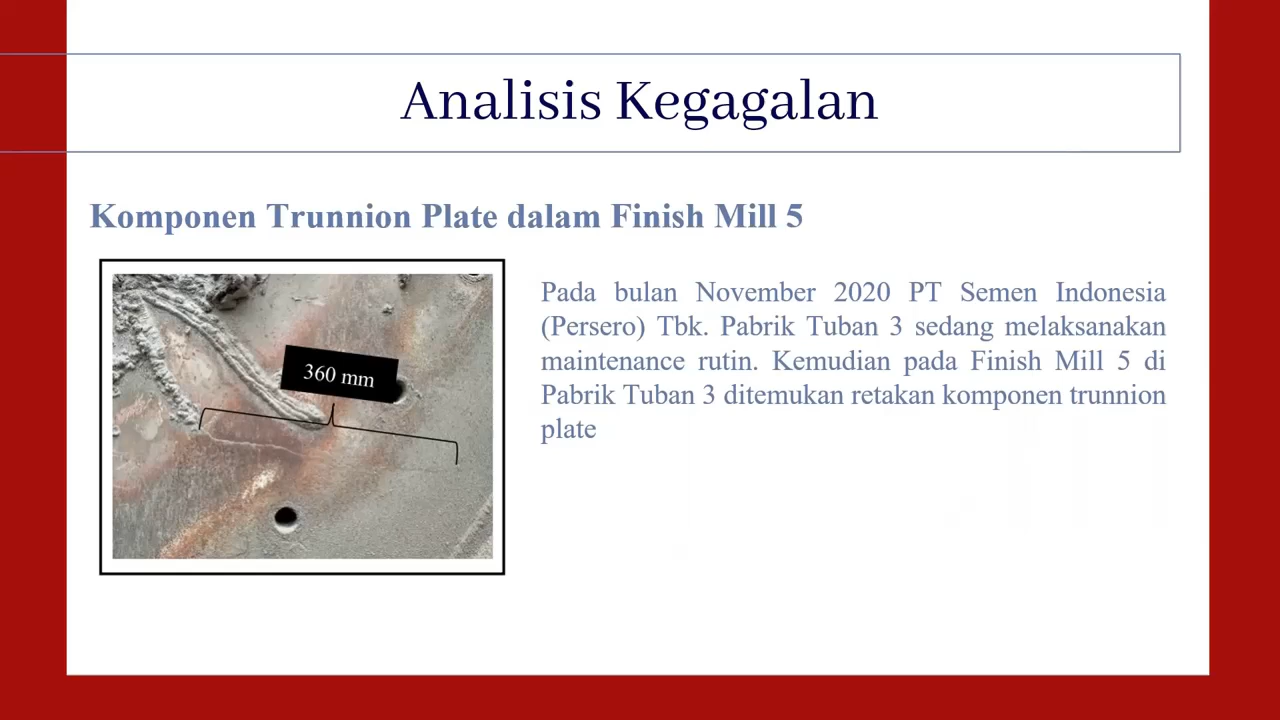 Analisis Kegagalan
Komponen Trunnion Plate dalam Finish Mill 5
360 mm
Pada bulan November 2020 PT Semen Indonesia
(Persero) Tbk. Pabrik Tuban 3 sedang melaksanakan
maintenance rutin. Kemudian pada Finish Mill 5 di
Pabrik Tuban 3 ditemukan retakan komponen trunnion
plate